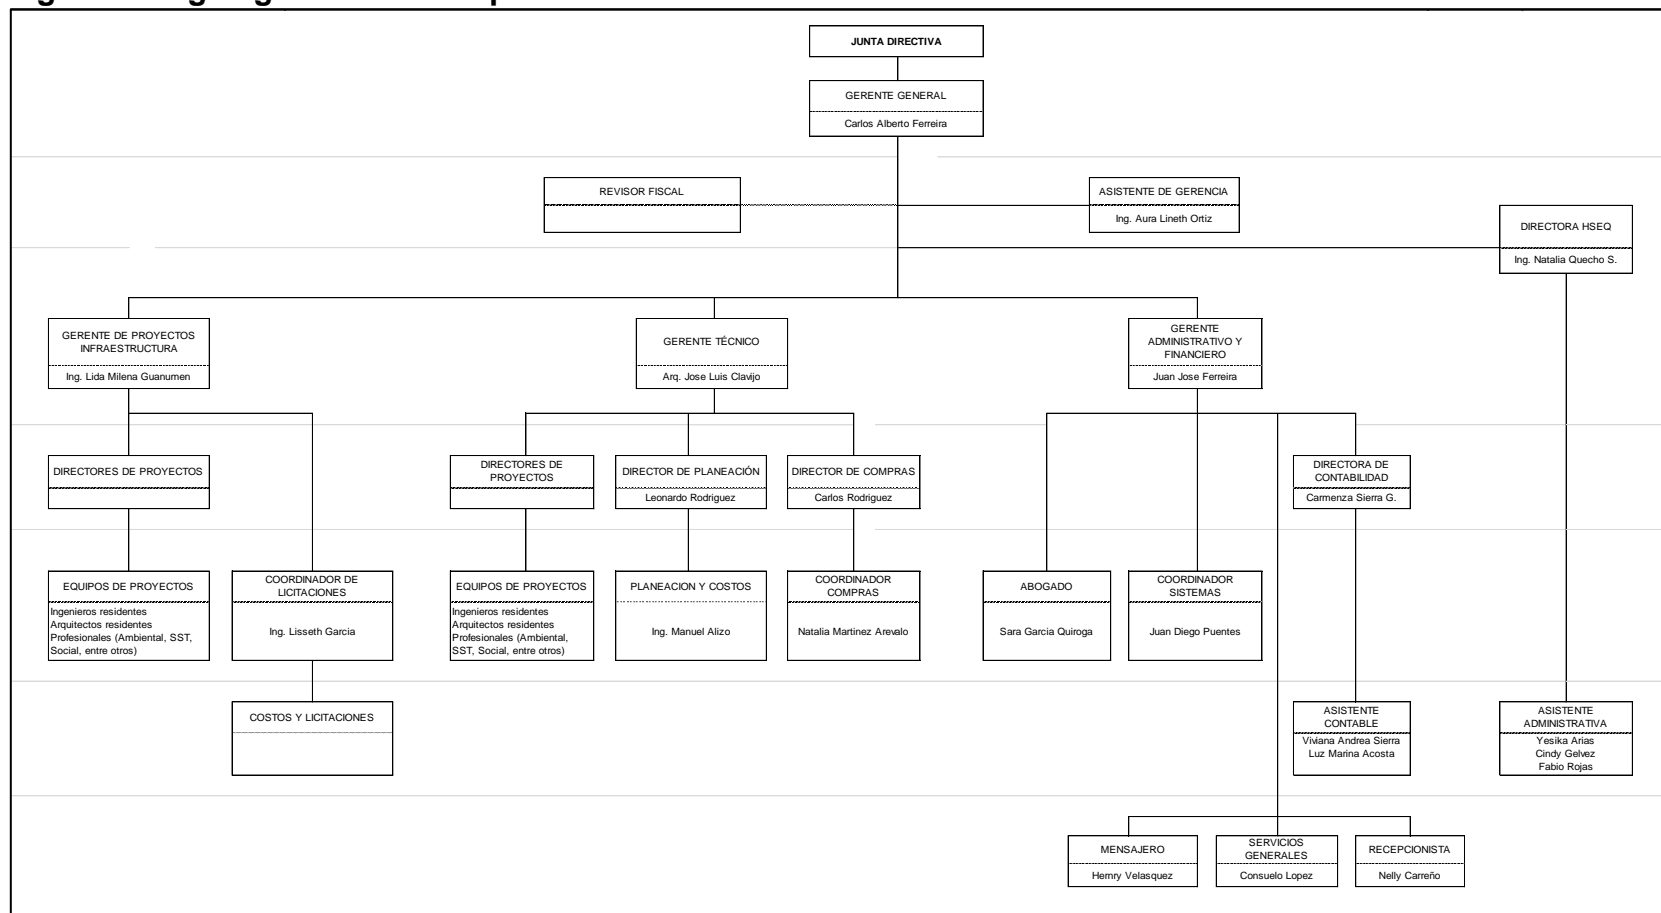 JUNTA DIRECTIVA
GERENTE GENERAL
Carlos Alberto Ferreira
REVISOR FISCAL
ASISTENTE DE GERENCIA
Ing. Aura Lineth Ortiz
DIRECTORA HSEQ
Ing. Natalia Quecho S.
GERENTE DE PROYECTOS
INFRAESTRUCTURA
Ing. Lida Milena Guanumen
GERENTE TÉCNICO
Arq. Jose Luis Clavijo
GERENTE
ADMINISTRATIVO Y
FINANCIERO
Juan Jose Ferreira
DIRECTORES DE PROYECTOS
DIRECTORES DE
PROYECTOS
DIRECTOR DE PLANEACIÓN
Leonardo Rodriguez
DIRECTOR DE COMPRAS
Carlos Rodriguez
DIRECTORA DE
CONTABILIDAD
Carmenza Sierra G.
EQUIPOS DE PROYECTOS
Ingenieros residentes
Arquitectos residentes
Profesionales (Ambiental, SST,
Social, entre otros)
COORDINADOR DE
LICITACIONES
Ing. Lisseth Garcia
EQUIPOS DE PROYECTOS
Ingenieros residentes
Arquitectos residentes
Profesionales (Ambiental,
SST, Social, entre otros)
PLANEACION Y COSTOS
Ing. Manuel Alizo
COORDINADOR
COMPRAS
Natalia Martinez Arevalo
ABOGADO
Sara Garcia Quiroga
COORDINADOR
SISTEMAS
Juan Diego Puentes
COSTOS Y LICITACIONES
ASISTENTE
CONTABLE
Viviana Andrea Sierra
Luz Marina Acosta
ASISTENTE
ADMINISTRATIVA
Yesika Arias
Cindy Gelvez
Fabio Rojas
MENSAJERO
Hernry Velasquez
SERVICIOS
GENERALES
Consuelo Lopez
RECEPCIONISTA
Nelly Carreño